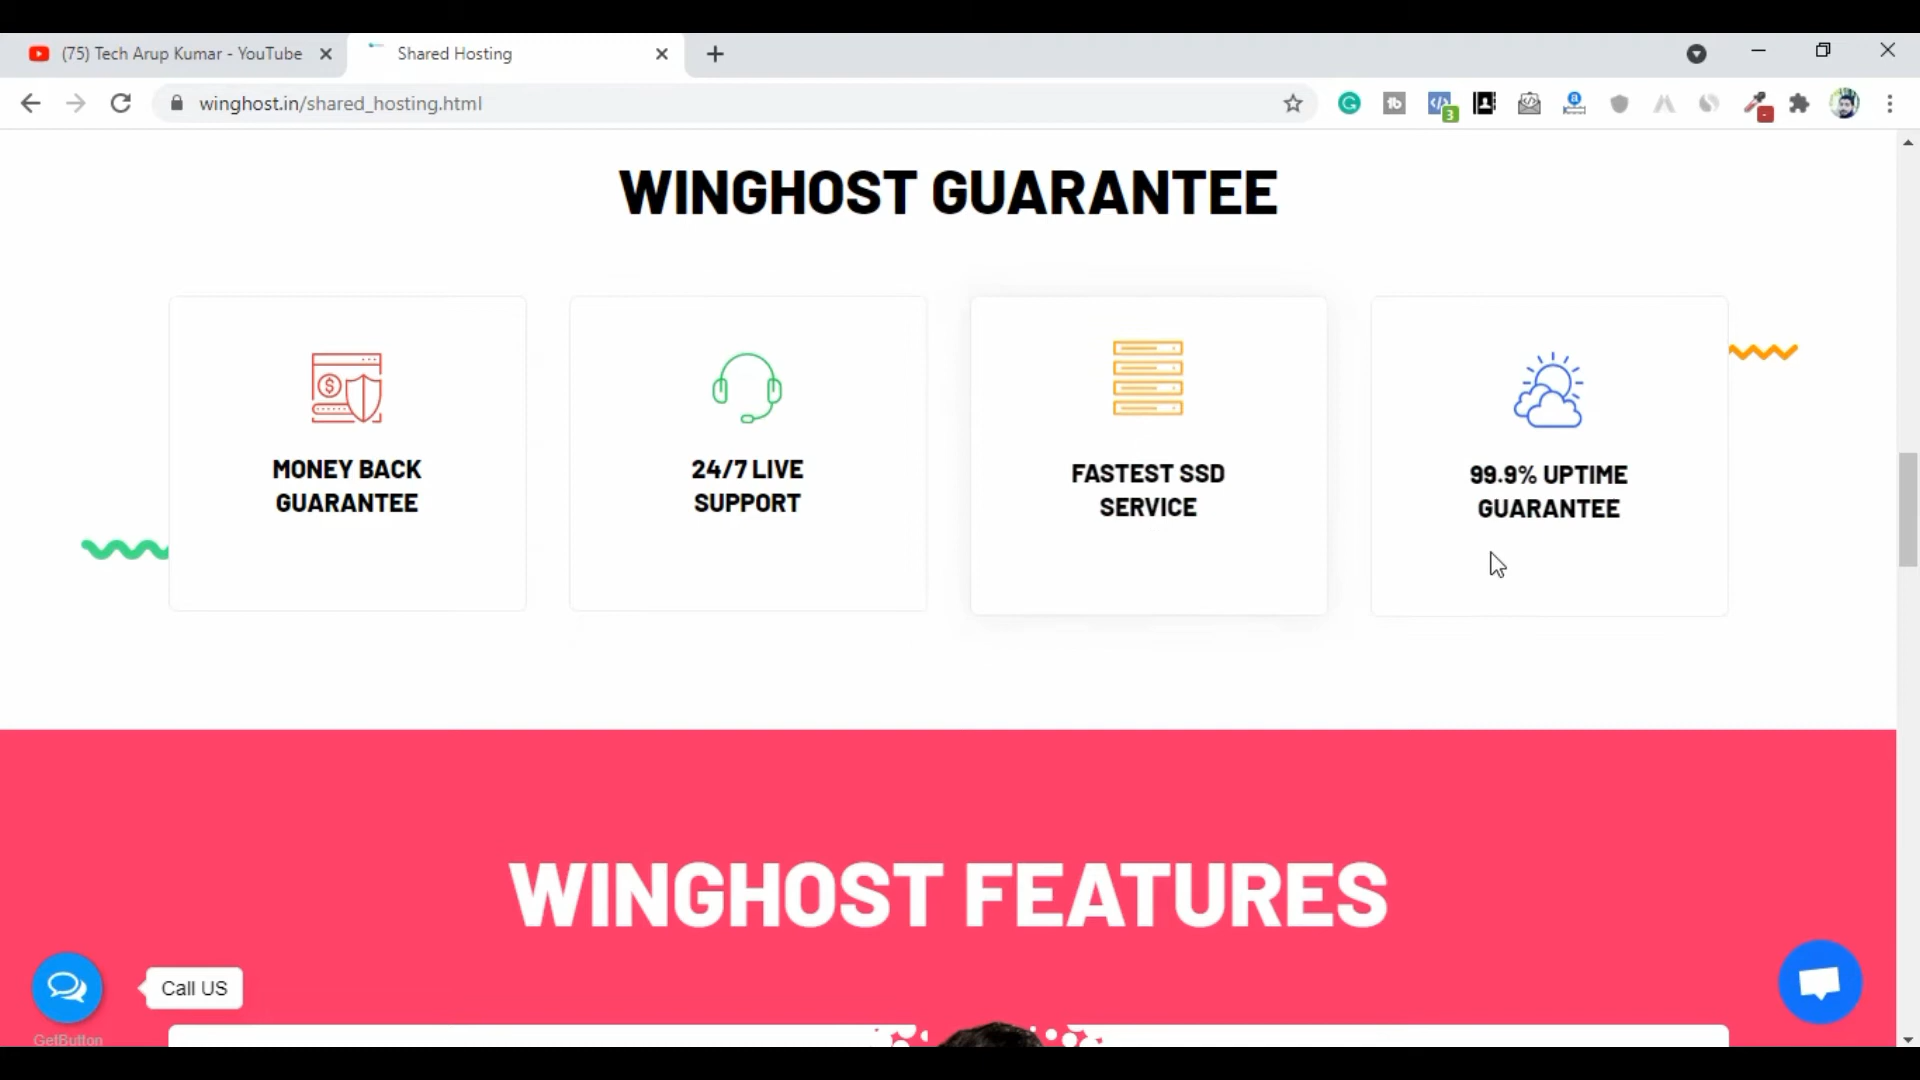 (75) Tech Arup Kumar - YouTube
Shared Hosting
winghost.in/shared_hosting.html
3
WINGHOST GUARANTEE
MONEY BACK
GUARANTEE
24/7 LIVE
SUPPORT
FASTEST SSD
SERVICE
99.9% UPTIME
GUARANTEE
WINGHOST FEATURES
Call US
GetButton